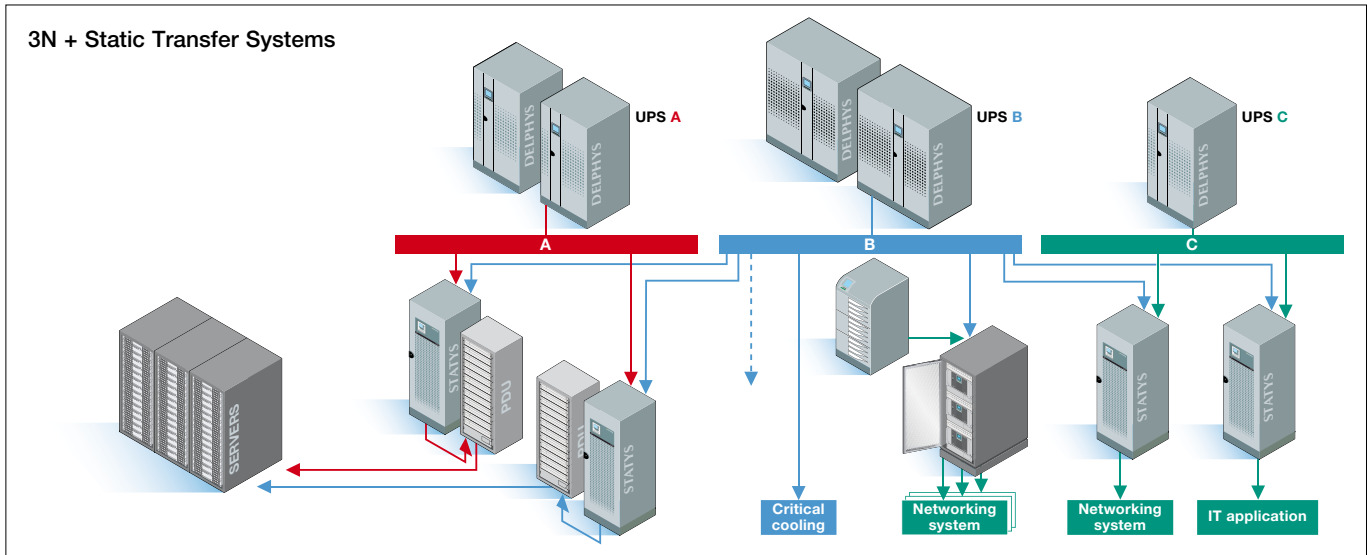 3N + Static Transfer Systems
DELPHYS
DELPHYS
UPS A
DELPHYS
DELPHYS
UPS B
DELPHYS
UPS C
A
B
C
STATYS
PDU
PDU
STATYS
SERVERS
STATYS
STATYS
Critical
cooling
Networking
system
Networking
system
IT application